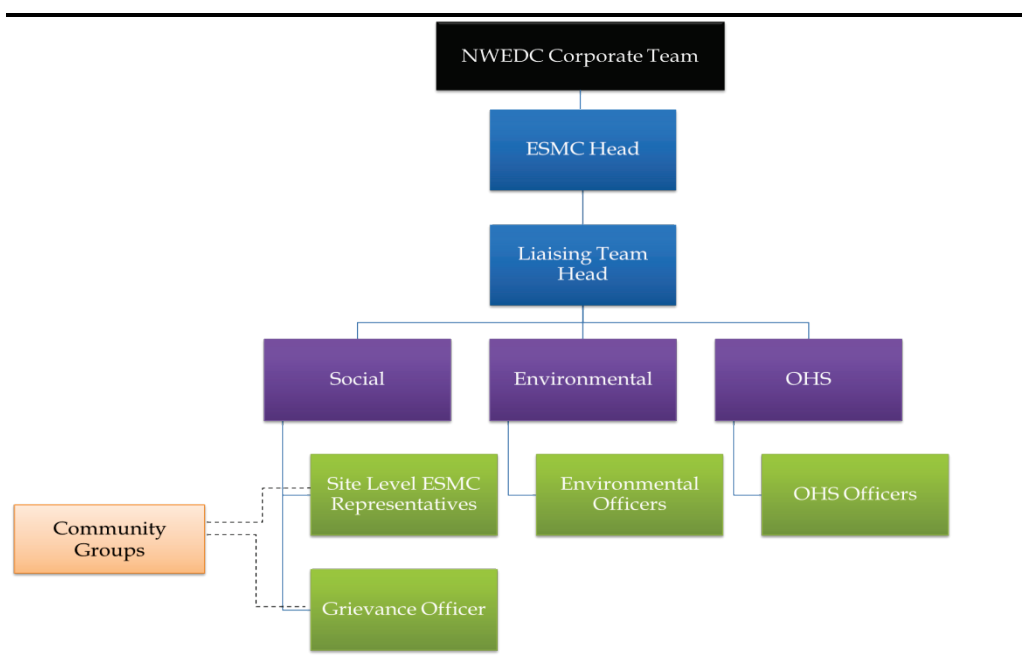 NWEDC Corporate Team
ESMC Head
Liaising Team
Head
Social
Environmental
OHS
Site Level ESMC
Representatives
Environmental
Officers
OHS Officers
Community
Groups
Grievance Officer